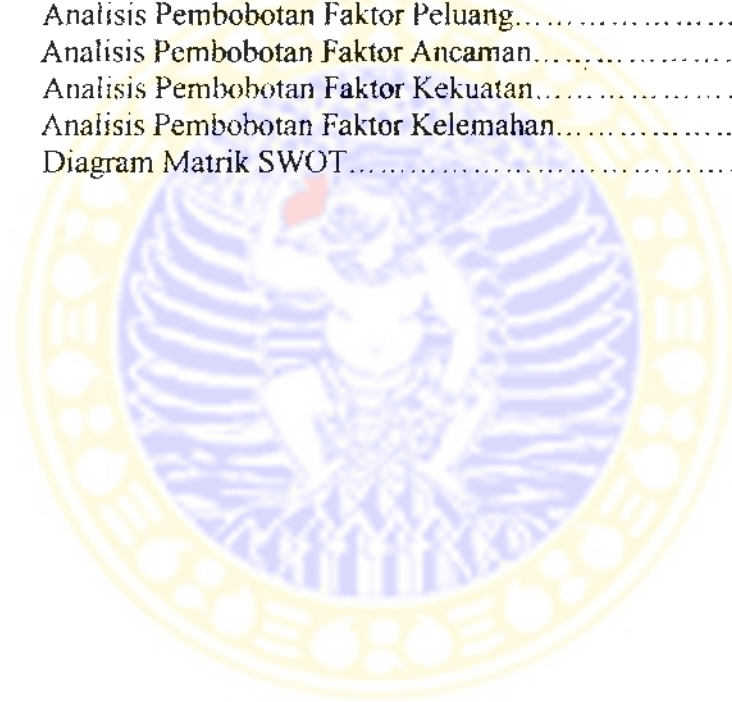 Analisis Pembobotan Faktor Peluang……………………
Analisis Pembobotan Faktor Ancaman…………………
Analisis Pembobotan Faktor Kekuatan…………………
Analisis Pembobotan Faktor Kelemahan………………
Diagram Matrik SWOT……………………………………